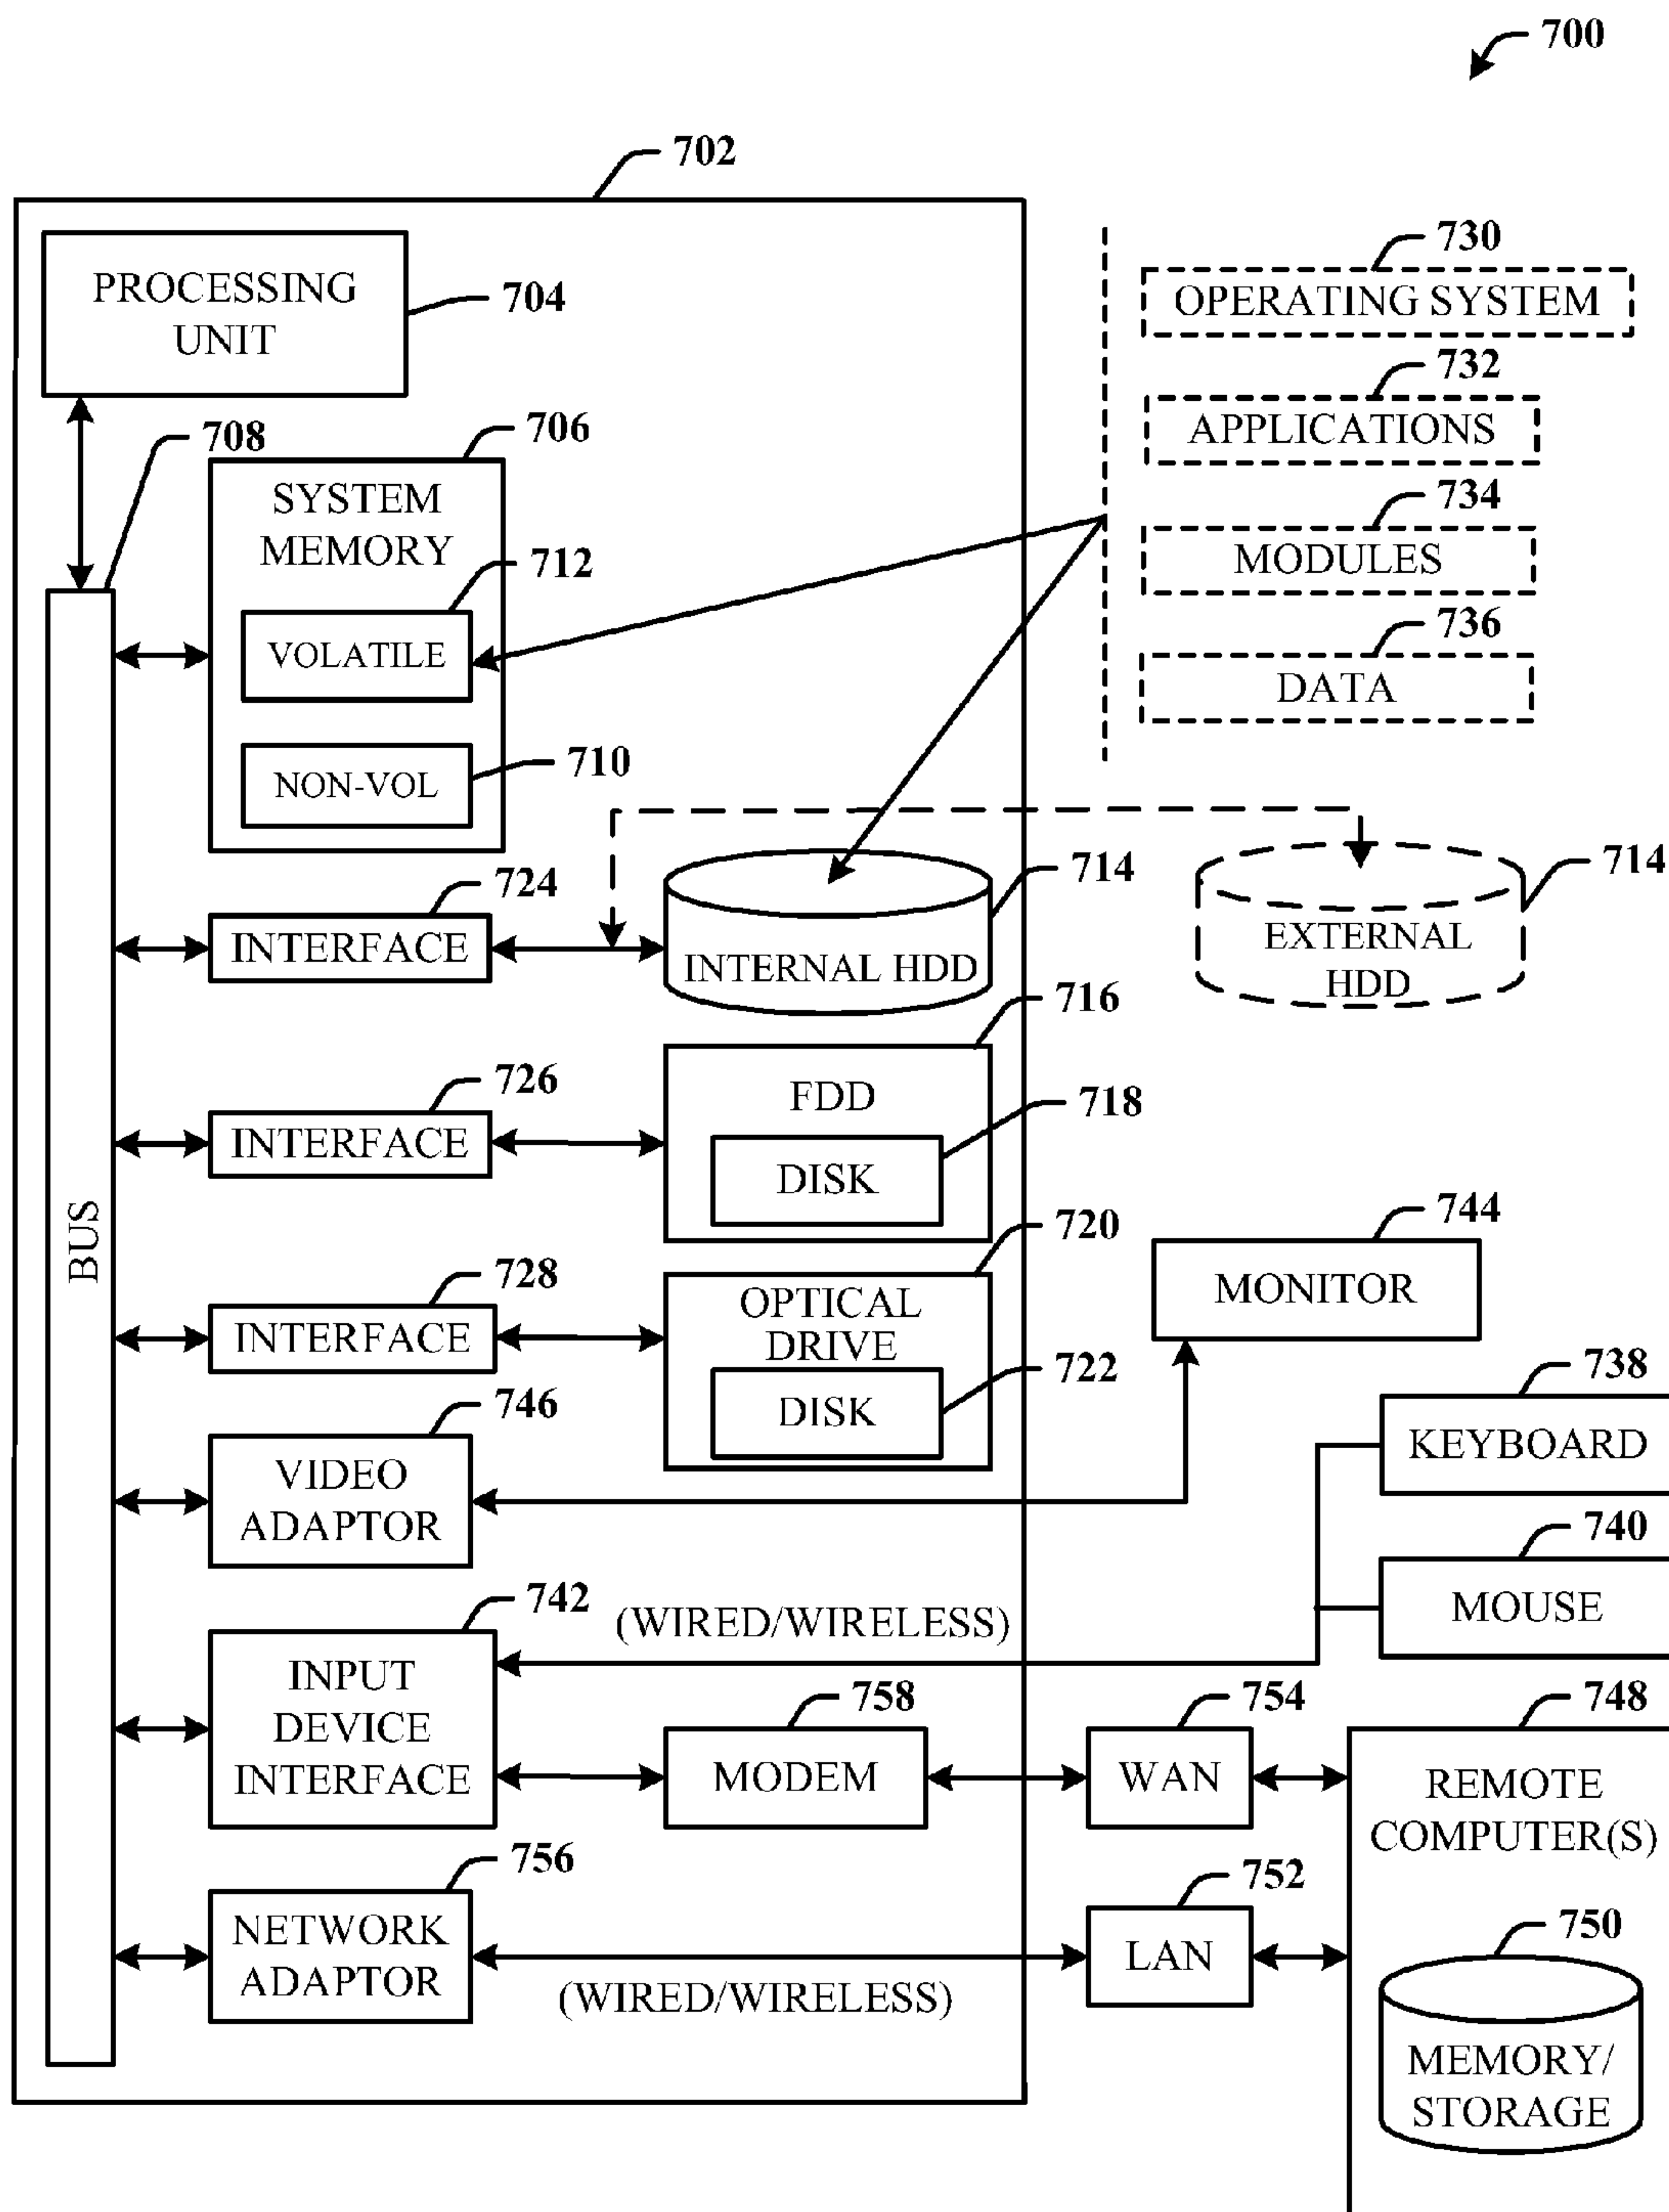 700
702
PROCESSING
UNIT
704
730
OPERATING SYSTEM
732
APPLICATIONS
734
MODULES
736
DATA
708
706
SYSTEM
MEMORY
712
VOLATILE
710
NON-VOL
BUS
724
INTERFACE
714
INTERNAL HDD
714
EXTERNAL
HDD
726
INTERFACE
716
FDD
718
DISK
728
INTERFACE
720
OPTICAL
DRIVE
722
DISK
744
MONITOR
746
VIDEO
ADAPTOR
738
KEYBOARD
740
MOUSE
742
INPUT
DEVICE
INTERFACE
(WIRED/WIRELESS)
758
MODEM
754
WAN
748
REMOTE
COMPUTER(S)
756
NETWORK
ADAPTOR
(WIRED/WIRELESS)
752
LAN
750
MEMORY/
STORAGE